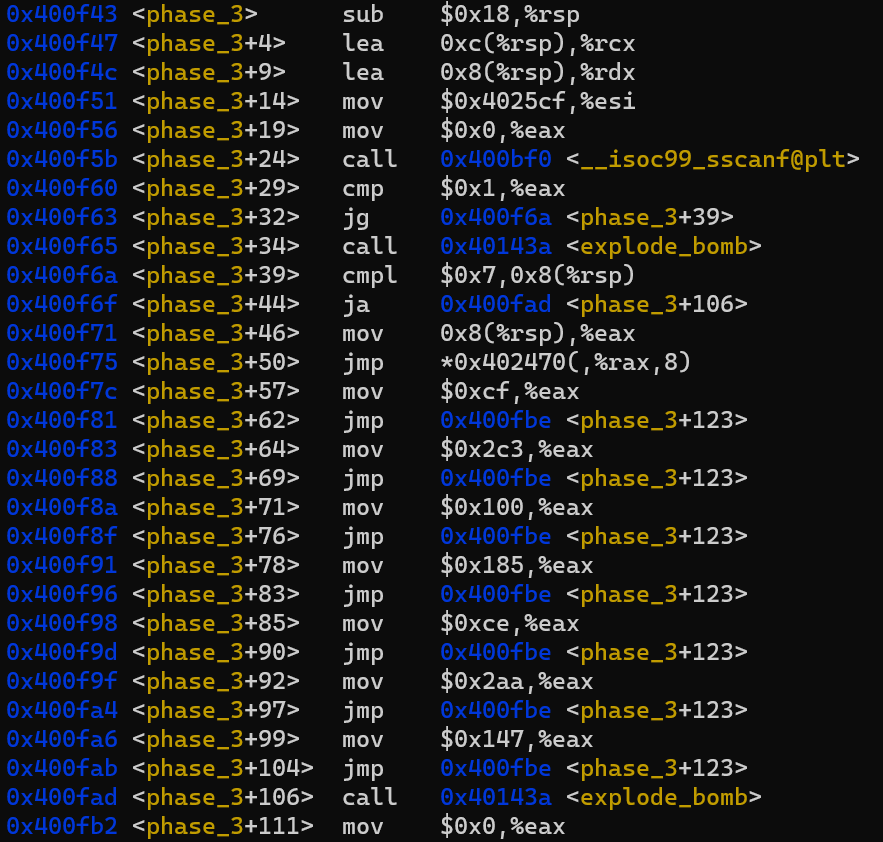 0x400f43 <phase_3>      sub    $0x18,%rsp
0x400f47 <phase_3+4>    lea    0xc(%rsp),%rcx
0x400f4c <phase_3+9>    lea    0x8(%rsp),%rdx
0x400f51 <phase_3+14>   mov    $0x4025cf,%esi
0x400f56 <phase_3+19>   mov    $0x0,%eax
0x400f5b <phase_3+24>   call   0x400bf0 <__isoc99_sscanf@plt>
0x400f60 <phase_3+29>   cmp    $0x1,%eax
0x400f63 <phase_3+32>   jg     0x400f6a <phase_3+39>
0x400f65 <phase_3+34>   call   0x40143a <explode_bomb>
0x400f6a <phase_3+39>   cmpl   $0x7,0x8(%rsp)
0x400f6f <phase_3+44>   ja     0x400fad <phase_3+106>
0x400f71 <phase_3+46>   mov    0x8(%rsp),%eax
0x400f75 <phase_3+50>   jmp    *0x402470(,%rax,8)
0x400f7c <phase_3+57>   mov    $0xcf,%eax
0x400f81 <phase_3+62>   jmp    0x400fbe <phase_3+123>
0x400f83 <phase_3+64>   mov    $0x2c3,%eax
0x400f88 <phase_3+69>   jmp    0x400fbe <phase_3+123>
0x400f8a <phase_3+71>   mov    $0x100,%eax
0x400f8f <phase_3+76>   jmp    0x400fbe <phase_3+123>
0x400f91 <phase_3+78>   mov    $0x185,%eax
0x400f96 <phase_3+83>   jmp    0x400fbe <phase_3+123>
0x400f98 <phase_3+85>   mov    $0xce,%eax
0x400f9d <phase_3+90>   jmp    0x400fbe <phase_3+123>
0x400f9f <phase_3+92>   mov    $0x2aa,%eax
0x400fa4 <phase_3+97>   jmp    0x400fbe <phase_3+123>
0x400fa6 <phase_3+99>   mov    $0x147,%eax
0x400fab <phase_3+104>  jmp    0x400fbe <phase_3+123>
0x400fad <phase_3+106>  call   0x40143a <explode_bomb>
0x400fb2 <phase_3+111>  mov    $0x0,%eax